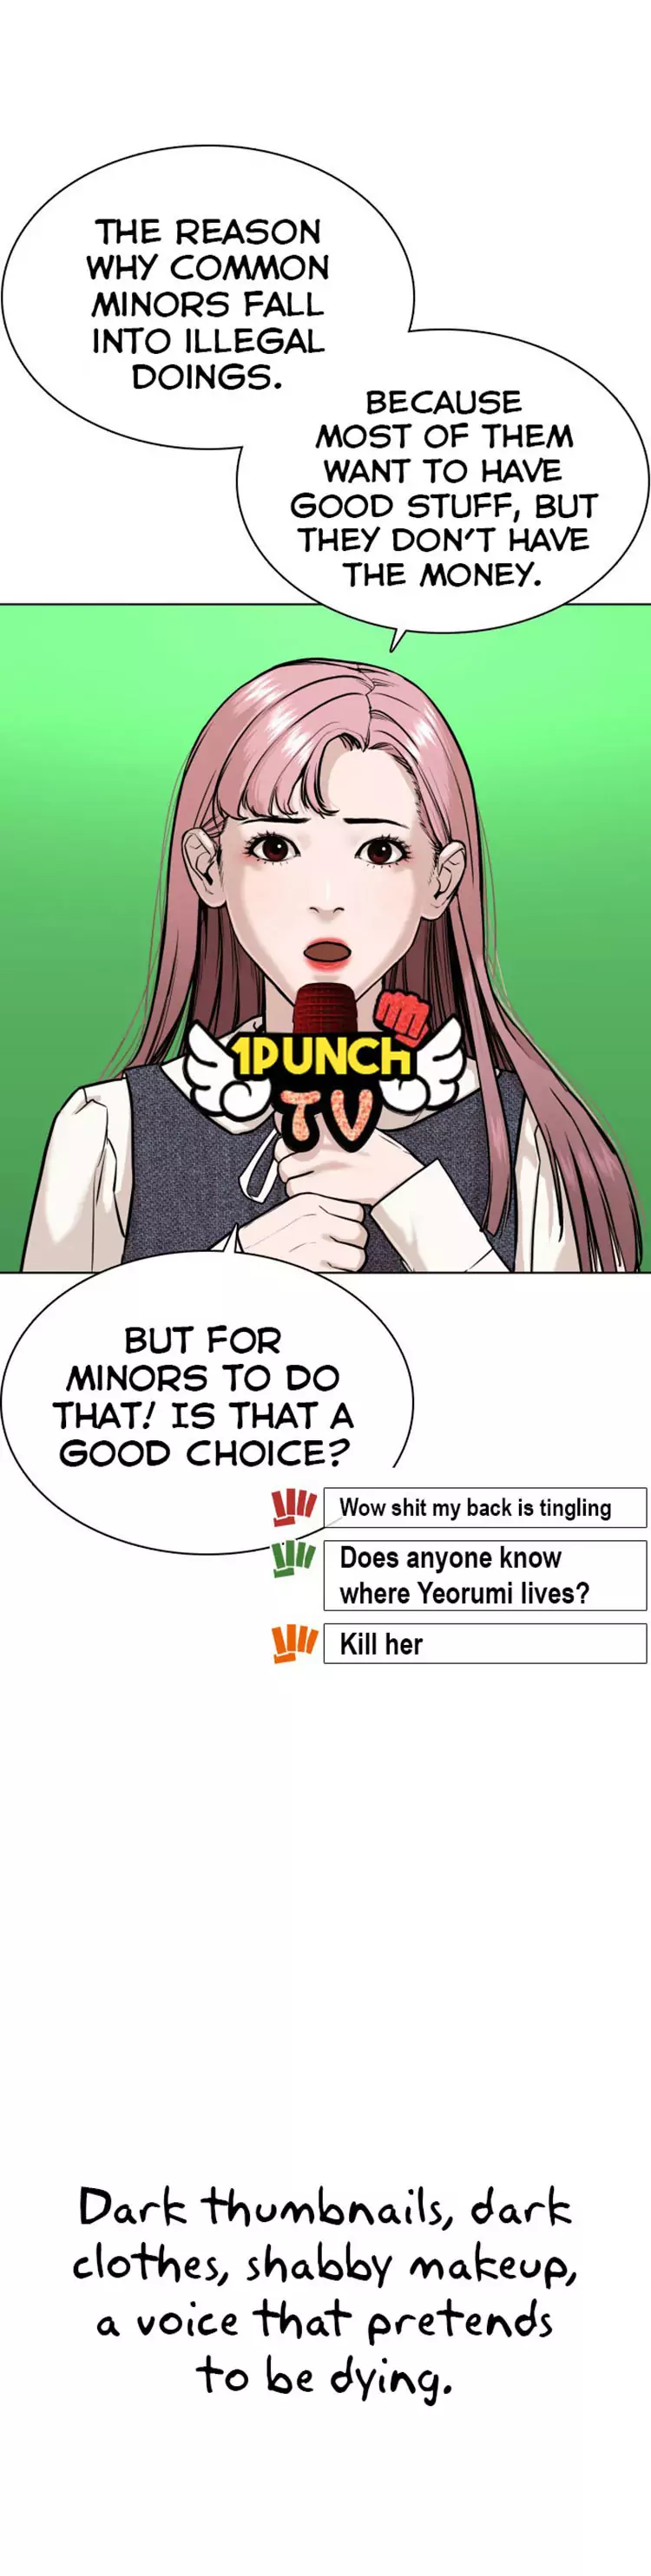 THE REASON
WHY COMMON
MINORS FALL
INTO ILLEGAL
DOINGS.
BECAUSE
MOST OF THEM
WANT TO HAVE
GOOD STUFF, BUT
THEY DON'T HAVE
THE MONEY.
1PUNCH
TV
BUT FOR
MINORS TO DO
THAT! IS THAT A
GOOD CHOICE?
Wow shit my back is tingling
Does anyone know
where Yeorumi lives?
Kill her
Dark thumbnails, dark
clothes, shabby makeup,
a voice that pretends
to be dying.